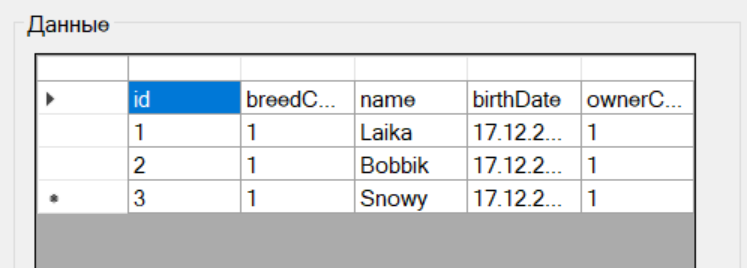 Данные
id breedC... name birthDate ownerC...
1 1 Laika 17.12.2... 1
2 1 Bobbik 17.12.2... 1
3 1 Snowy 17.12.2... 1